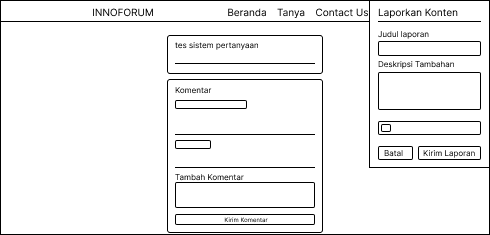 INNOFORUM
Beranda Tanya Contact Us
tes sistem pertanyaan
Komentar
Tambah Komentar
Kirim Komentar
Laporkan Konten
Judul laporan
Deskripsi Tambahan
Batal Kirim Laporan